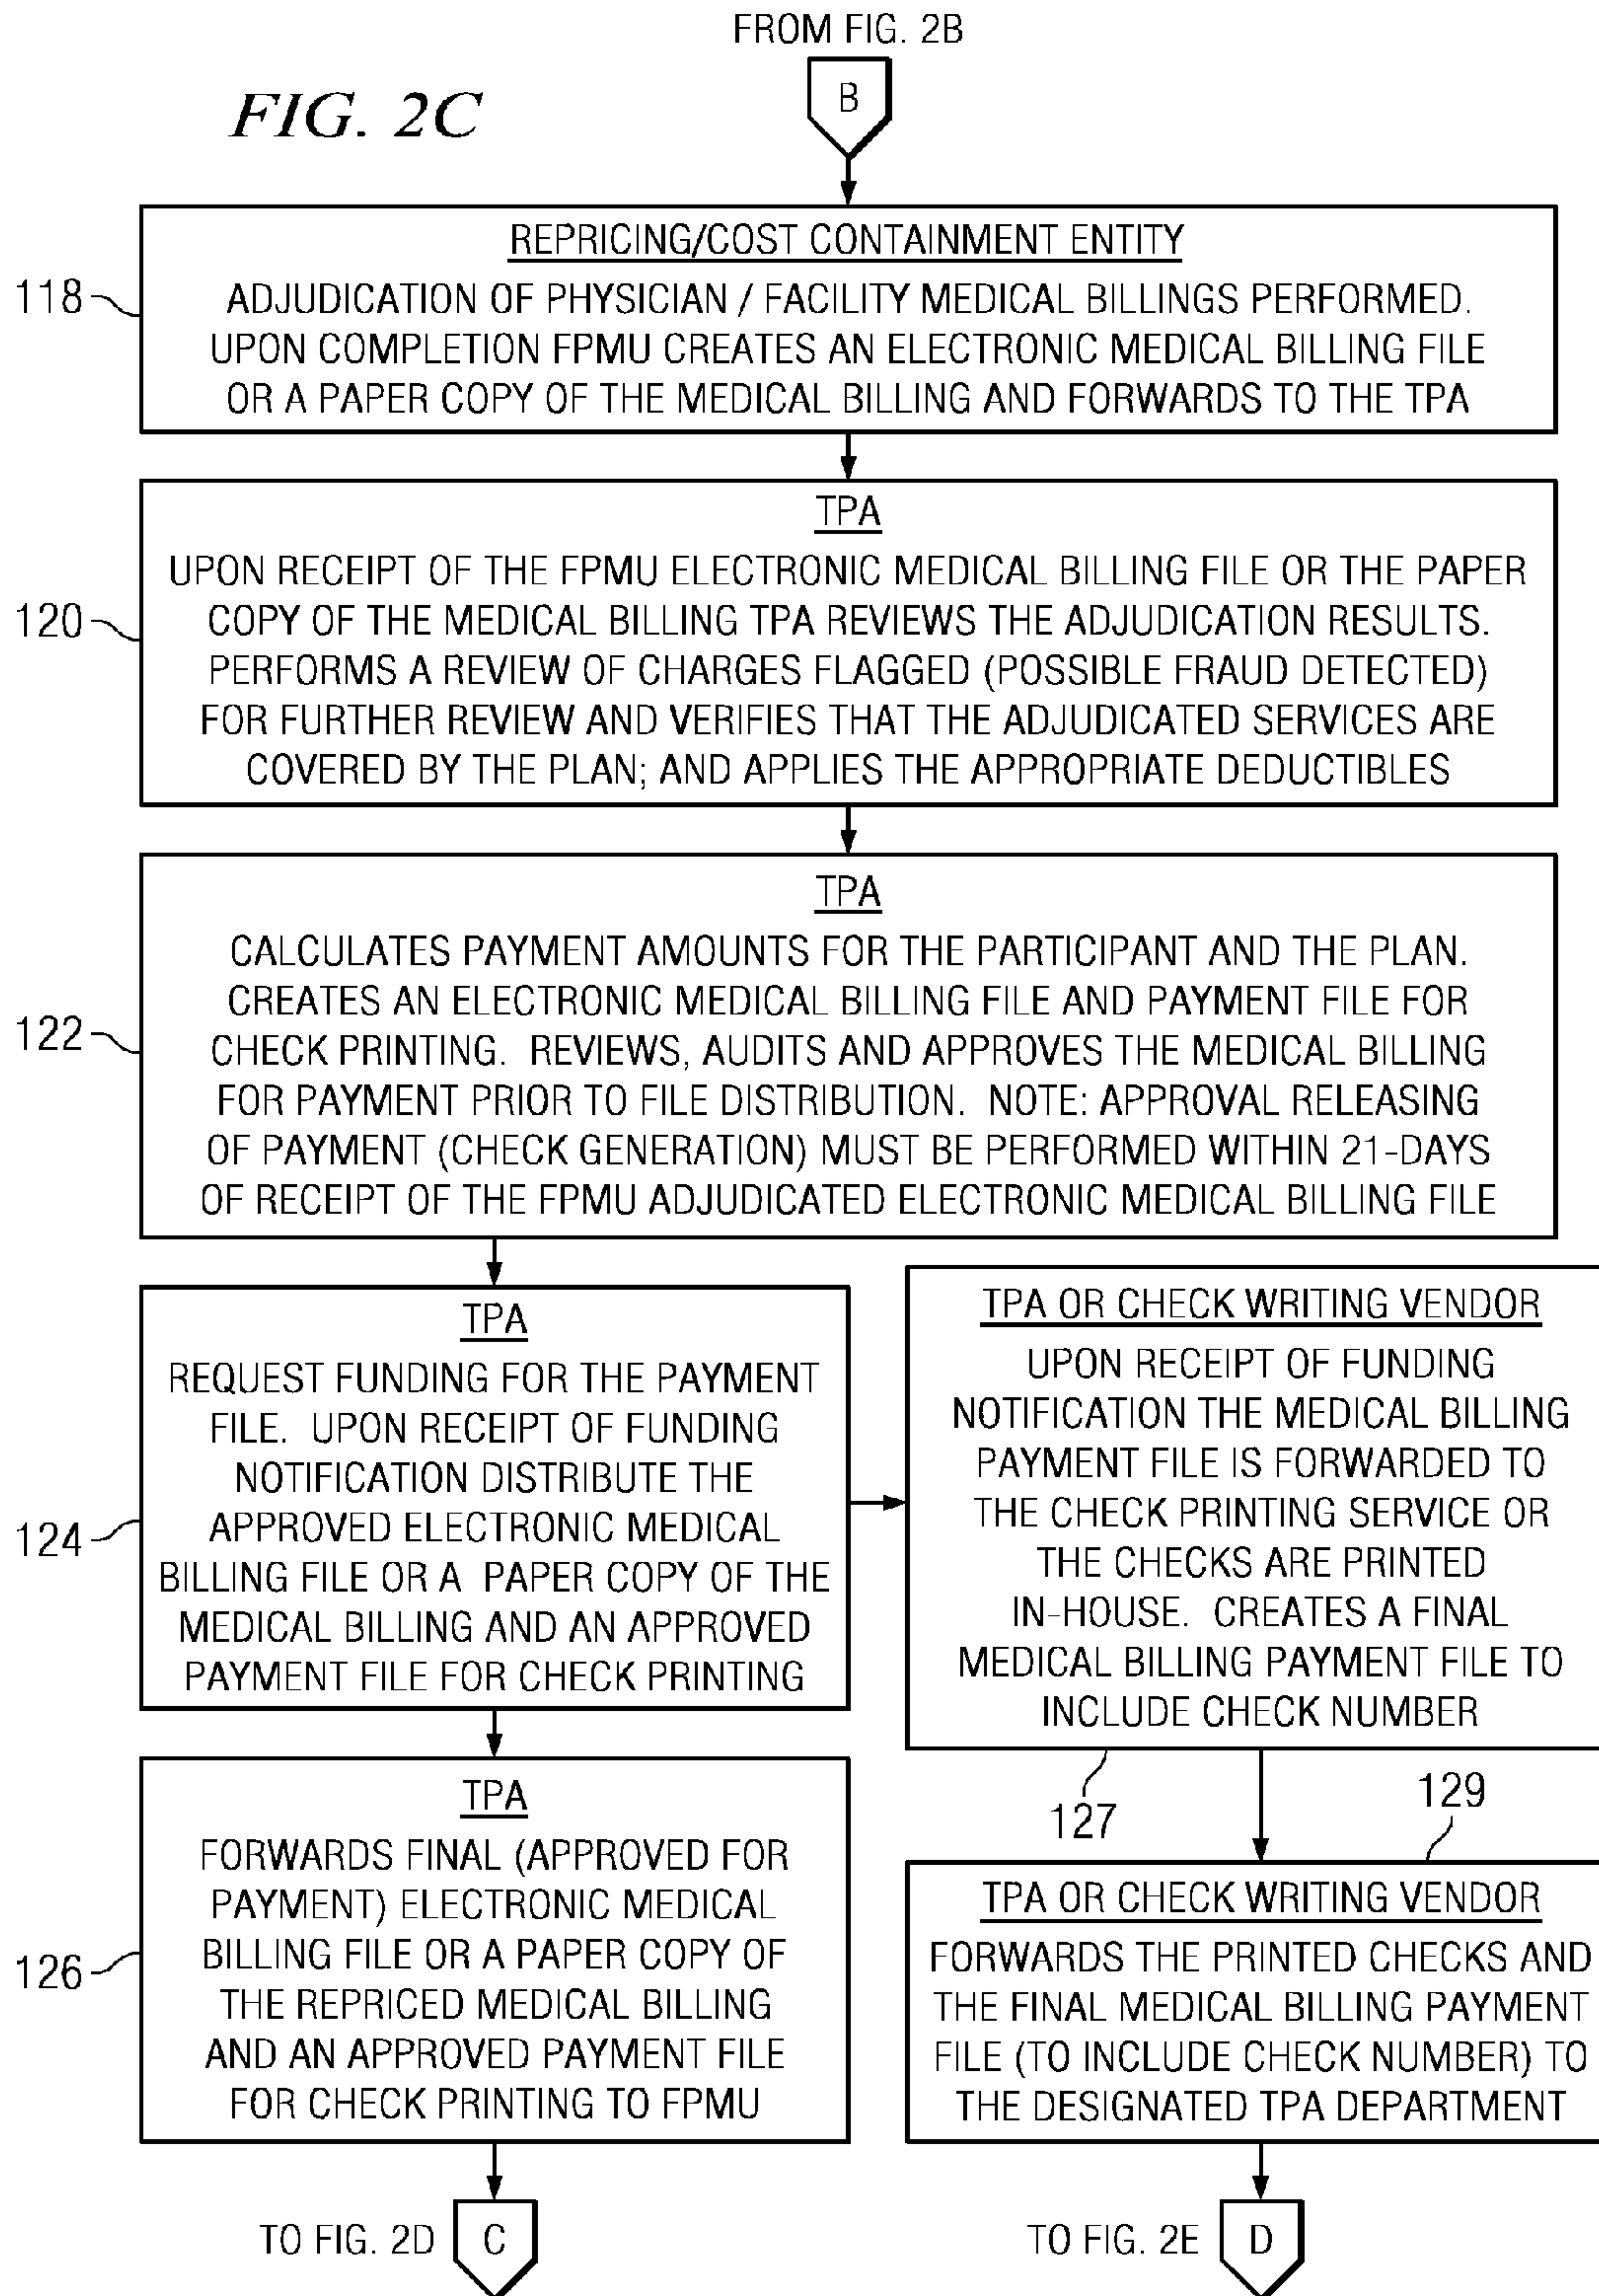 FROM FIG. 2B
B
FIG. 2C
REPRICING/COST CONTAINMENT ENTITY
118
ADJUDICATION OF PHYSICIAN / FACILITY MEDICAL BILLINGS PERFORMED.
UPON COMPLETION FPMU CREATES AN ELECTRONIC MEDICAL BILLING FILE
OR A PAPER COPY OF THE MEDICAL BILLING AND FORWARDS TO THE TPA
TPA
120
UPON RECEIPT OF THE FPMU ELECTRONIC MEDICAL BILLING FILE OR THE PAPER
COPY OF THE MEDICAL BILLING TPA REVIEWS THE ADJUDICATION RESULTS.
PERFORMS A REVIEW OF CHARGES FLAGGED (POSSIBLE FRAUD DETECTED)
FOR FURTHER REVIEW AND VERIFIES THAT THE ADJUDICATED SERVICES ARE
COVERED BY THE PLAN; AND APPLIES THE APPROPRIATE DEDUCTIBLES
TPA
122
CALCULATES PAYMENT AMOUNTS FOR THE PARTICIPANT AND THE PLAN.
CREATES AN ELECTRONIC MEDICAL BILLING FILE AND PAYMENT FILE FOR
CHECK PRINTING. REVIEWS, AUDITS AND APPROVES THE MEDICAL BILLING
FOR PAYMENT PRIOR TO FILE DISTRIBUTION. NOTE: APPROVAL RELEASING
OF PAYMENT (CHECK GENERATION) MUST BE PERFORMED WITHIN 21-DAYS
OF RECEIPT OF THE FPMU ADJUDICATED ELECTRONIC MEDICAL BILLING FILE
TPA
124
REQUEST FUNDING FOR THE PAYMENT
FILE. UPON RECEIPT OF FUNDING
NOTIFICATION DISTRIBUTE THE
APPROVED ELECTRONIC MEDICAL
BILLING FILE OR A PAPER COPY OF THE
MEDICAL BILLING AND AN APPROVED
PAYMENT FILE FOR CHECK PRINTING
TPA OR CHECK WRITING VENDOR
UPON RECEIPT OF FUNDING
NOTIFICATION THE MEDICAL BILLING
PAYMENT FILE IS FORWARDED TO
THE CHECK PRINTING SERVICE OR
THE CHECKS ARE PRINTED
IN-HOUSE. CREATES A FINAL
MEDICAL BILLING PAYMENT FILE TO
INCLUDE CHECK NUMBER
127
TPA
126
FORWARDS FINAL (APPROVED FOR
PAYMENT) ELECTRONIC MEDICAL
BILLING FILE OR A PAPER COPY OF
THE REPRICED MEDICAL BILLING
AND AN APPROVED PAYMENT FILE
FOR CHECK PRINTING TO FPMU
129
TPA OR CHECK WRITING VENDOR
FORWARDS THE PRINTED CHECKS AND
THE FINAL MEDICAL BILLING PAYMENT
FILE (TO INCLUDE CHECK NUMBER) TO
THE DESIGNATED TPA DEPARTMENT
TO FIG. 2D C
TO FIG. 2E D